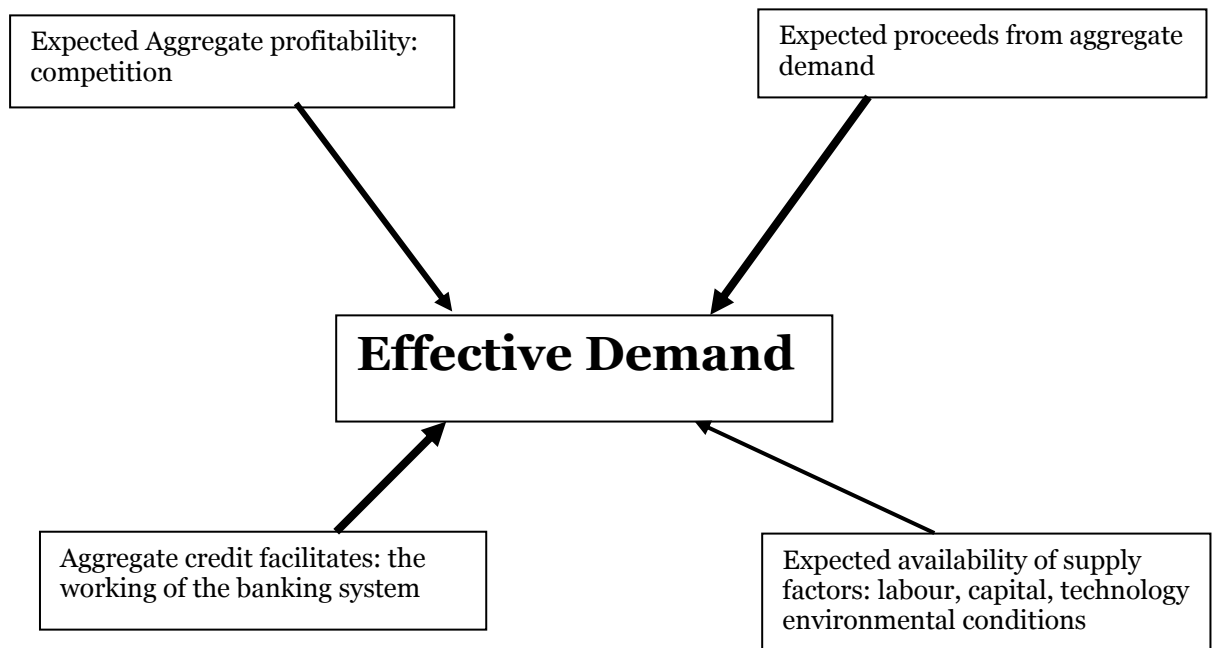 Expected Aggregate profitability:
competition
Expected proceeds from aggregate
demand
Effective Demand
Aggregate credit facilitates: the
working of the banking system
Expected availability of supply
factors: labour, capital, technology
environmental conditions